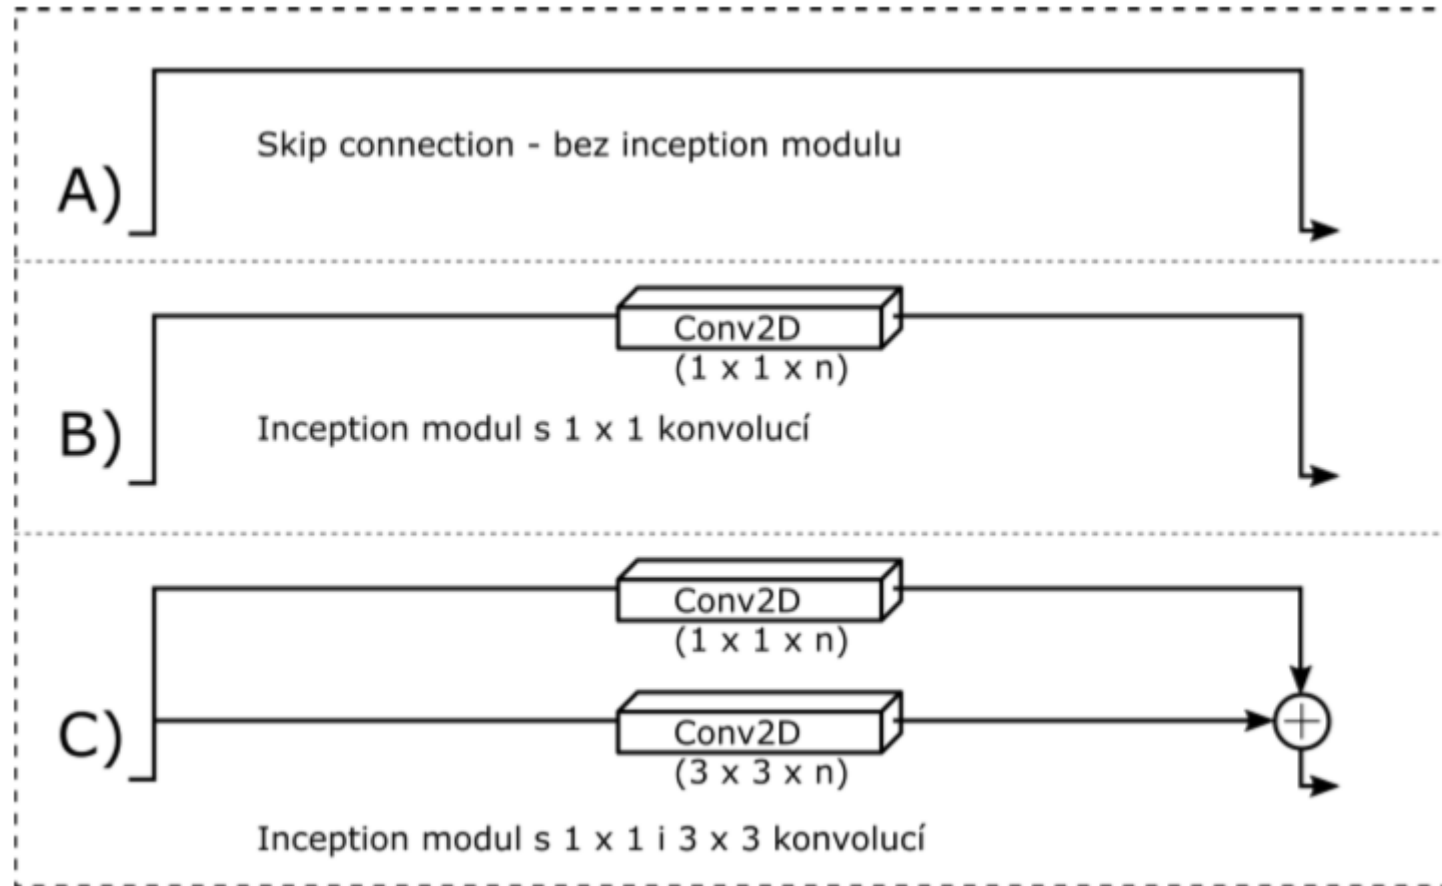 Skip connection - bez inception modulu
A)
Conv2D
(1 x 1 x n)
Inception modul s 1 x 1 konvolucí
B)
Conv2D
(1 x 1 x n)
Conv2D
(3 x 3 x n)
C)
Inception modul s 1 x 1 i 3 x 3 konvolucí